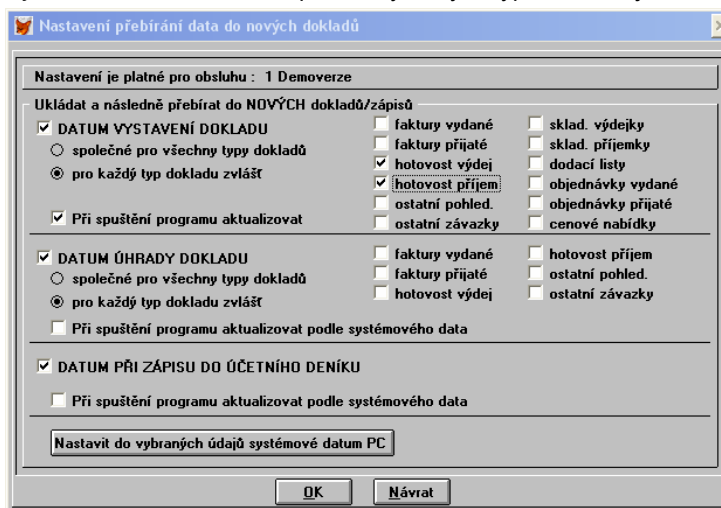 Nastavení přebírání data do nových dokladů
Nastavení je platné pro obsluhu : 1 Demoverze
Ukládat a následně přebírat do NOVÝCH dokladů/zápisů
DATUM VYSTAVENÍ DOKLADU
společné pro všechny typy dokladů
pro každý typ dokladu zvlášť
Při spuštění programu aktualizovat
faktury vydané
faktury přijaté
hotovost výdej
hotovost příjem
ostatní pohled.
ostatní závazky
sklad. výdejky
sklad. příjemky
dodací listy
objednávky vydané
objednávky přijaté
cenové nabídky
DATUM ÚHRADY DOKLADU
společné pro všechny typy dokladů
pro každý typ dokladu zvlášť
Při spuštění programu aktualizovat podle systémového data
faktury vydané
faktury přijaté
hotovost výdej
hotovost příjem
ostatní pohled.
ostatní závazky
DATUM PŘI ZÁPISU DO ÚČETNÍHO DENÍKU
Při spuštění programu aktualizovat podle systémového data
Nastavit do vybraných údajů systémové datum PC
OK
Návrat